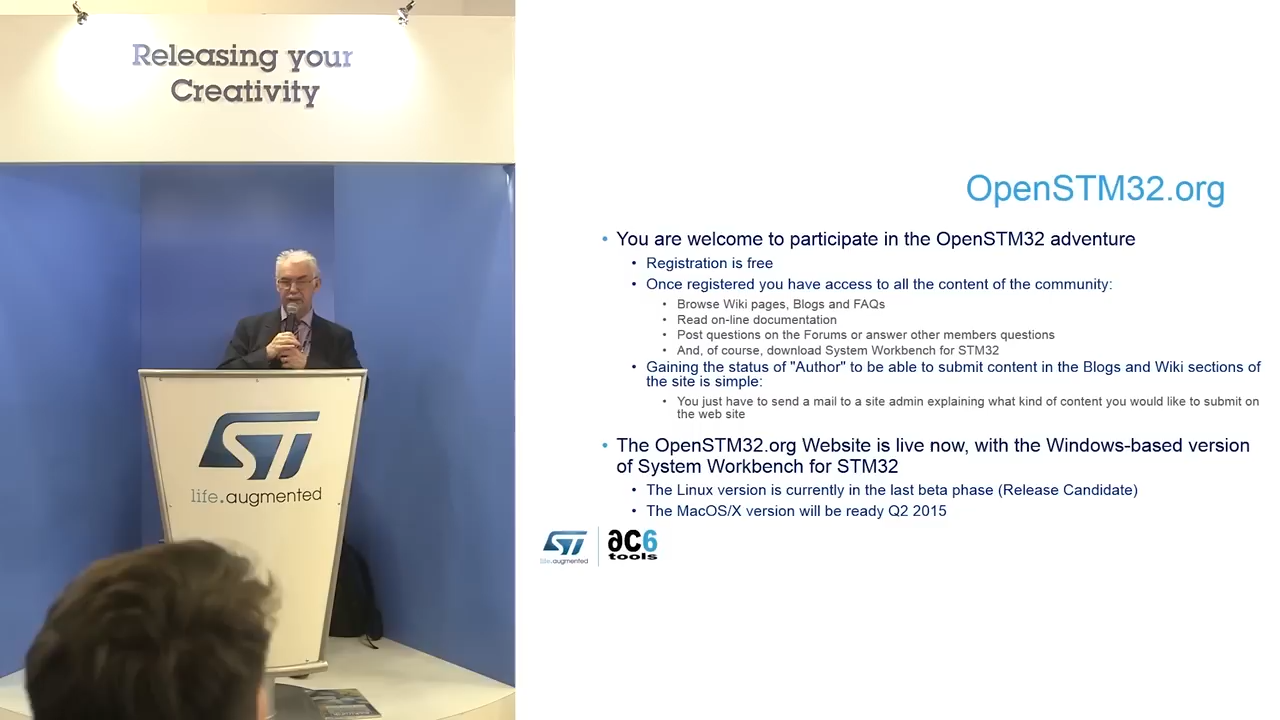 Releasing your
Creativity
ST
life.augmented
OpenSTM32.org
• You are welcome to participate in the OpenSTM32 adventure
• Registration is free
• Once registered you have access to all the content of the community:
• Browse Wiki pages, Blogs and FAQs
• Read on-line documentation
• Post questions on the Forums or answer other members questions
• And, of course, download System Workbench for STM32
• Gaining the status of "Author" to be able to submit content in the Blogs and Wiki sections of
the site is simple:
• You just have to send a mail to a site admin explaining what kind of content you would like to submit on
the web site
• The OpenSTM32.org Website is live now, with the Windows-based version
of System Workbench for STM32
• The Linux version is currently in the last beta phase (Release Candidate)
• The MacOS/X version will be ready Q2 2015
ST
life.augmented
ac6
tools